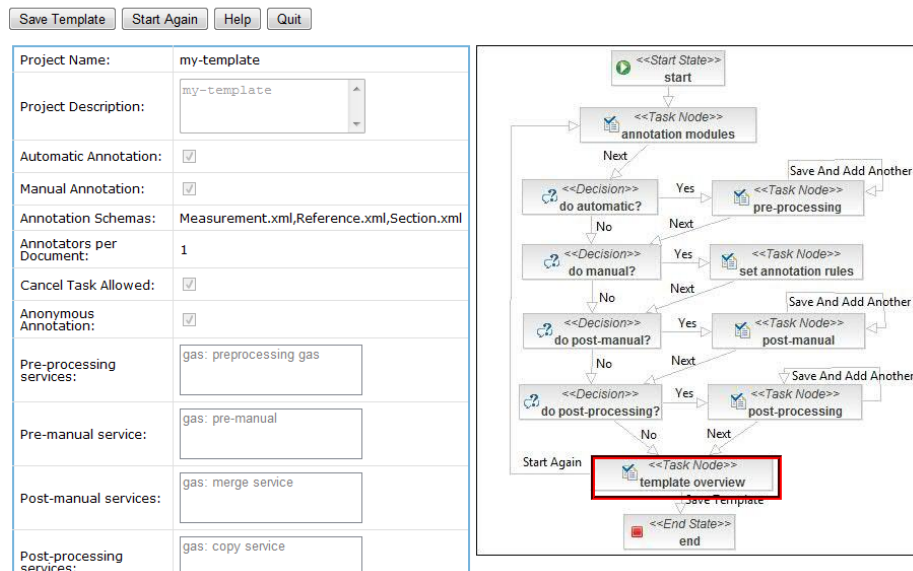 Save Template Start Again Help Quit
Project Name: my-template
Project Description: my-template
Automatic Annotation:
Manual Annotation:
Annotation Schemas: Measurement.xml,Reference.xml,Section.xml
Annotators per
Document: 1
Cancel Task Allowed:
Anonymous
Annotation:
Pre-processing
services: gas: preprocessing gas
Pre-manual service: gas: pre-manual
Post-manual services: gas: merge service
Post-processing
services: gas: copy service
<<Start State>>
start
<<Task Node>>
annotation modules
Next
Save And Add Another
<<Decision>> Yes <<Task Node>>
do automatic? pre-processing
No Next
<<Decision>> Yes <<Task Node>>
do manual? set annotation rules
Next
No Save And Add Another
<<Decision>> Yes <<Task Node>>
do post-manual? post-manual
No Next
Save And Add Another
<<Decision>> Yes <<Task Node>>
do post-processing? post-processing
No Next
Start Again <<Task Node>>
template overview
Save Template
<<End State>>
end